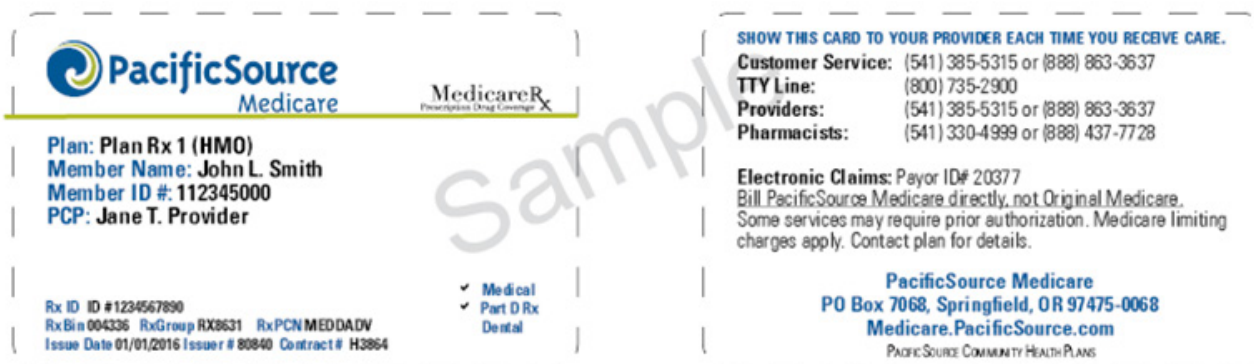 PacificSource
Medicare
MedicareRx
Prescription Drug Coverage
Plan: Plan Rx 1 (HMO)
Member Name: John L. Smith
Member ID #: 112345000
PCP: Jane T. Provider
✓ Medical
✓ Part D Rx
Dental
Rx ID ID #1234567890
RxBin 004336 RxGroup RX8631 RxPCN MEDDADV
Issue Date 01/01/2016 Issuer # 80840 Contract # H3864
Sample
SHOW THIS CARD TO YOUR PROVIDER EACH TIME YOU RECEIVE CARE.
Customer Service: (541) 385-5315 or (888) 863-3637
TTY Line: (800) 735-2900
Providers: (541) 385-5315 or (888) 863-3637
Pharmacists: (541) 330-4999 or (888) 437-7728
Electronic Claims: Payor ID# 20377
Bill PacificSource Medicare directly, not Original Medicare.
Some services may require prior authorization. Medicare limiting
charges apply. Contact plan for details.
PacificSource Medicare
PO Box 7068, Springfield, OR 97475-0068
Medicare.PacificSource.com
PACIFICSOURCE COMMUNITY HEALTH PLANS